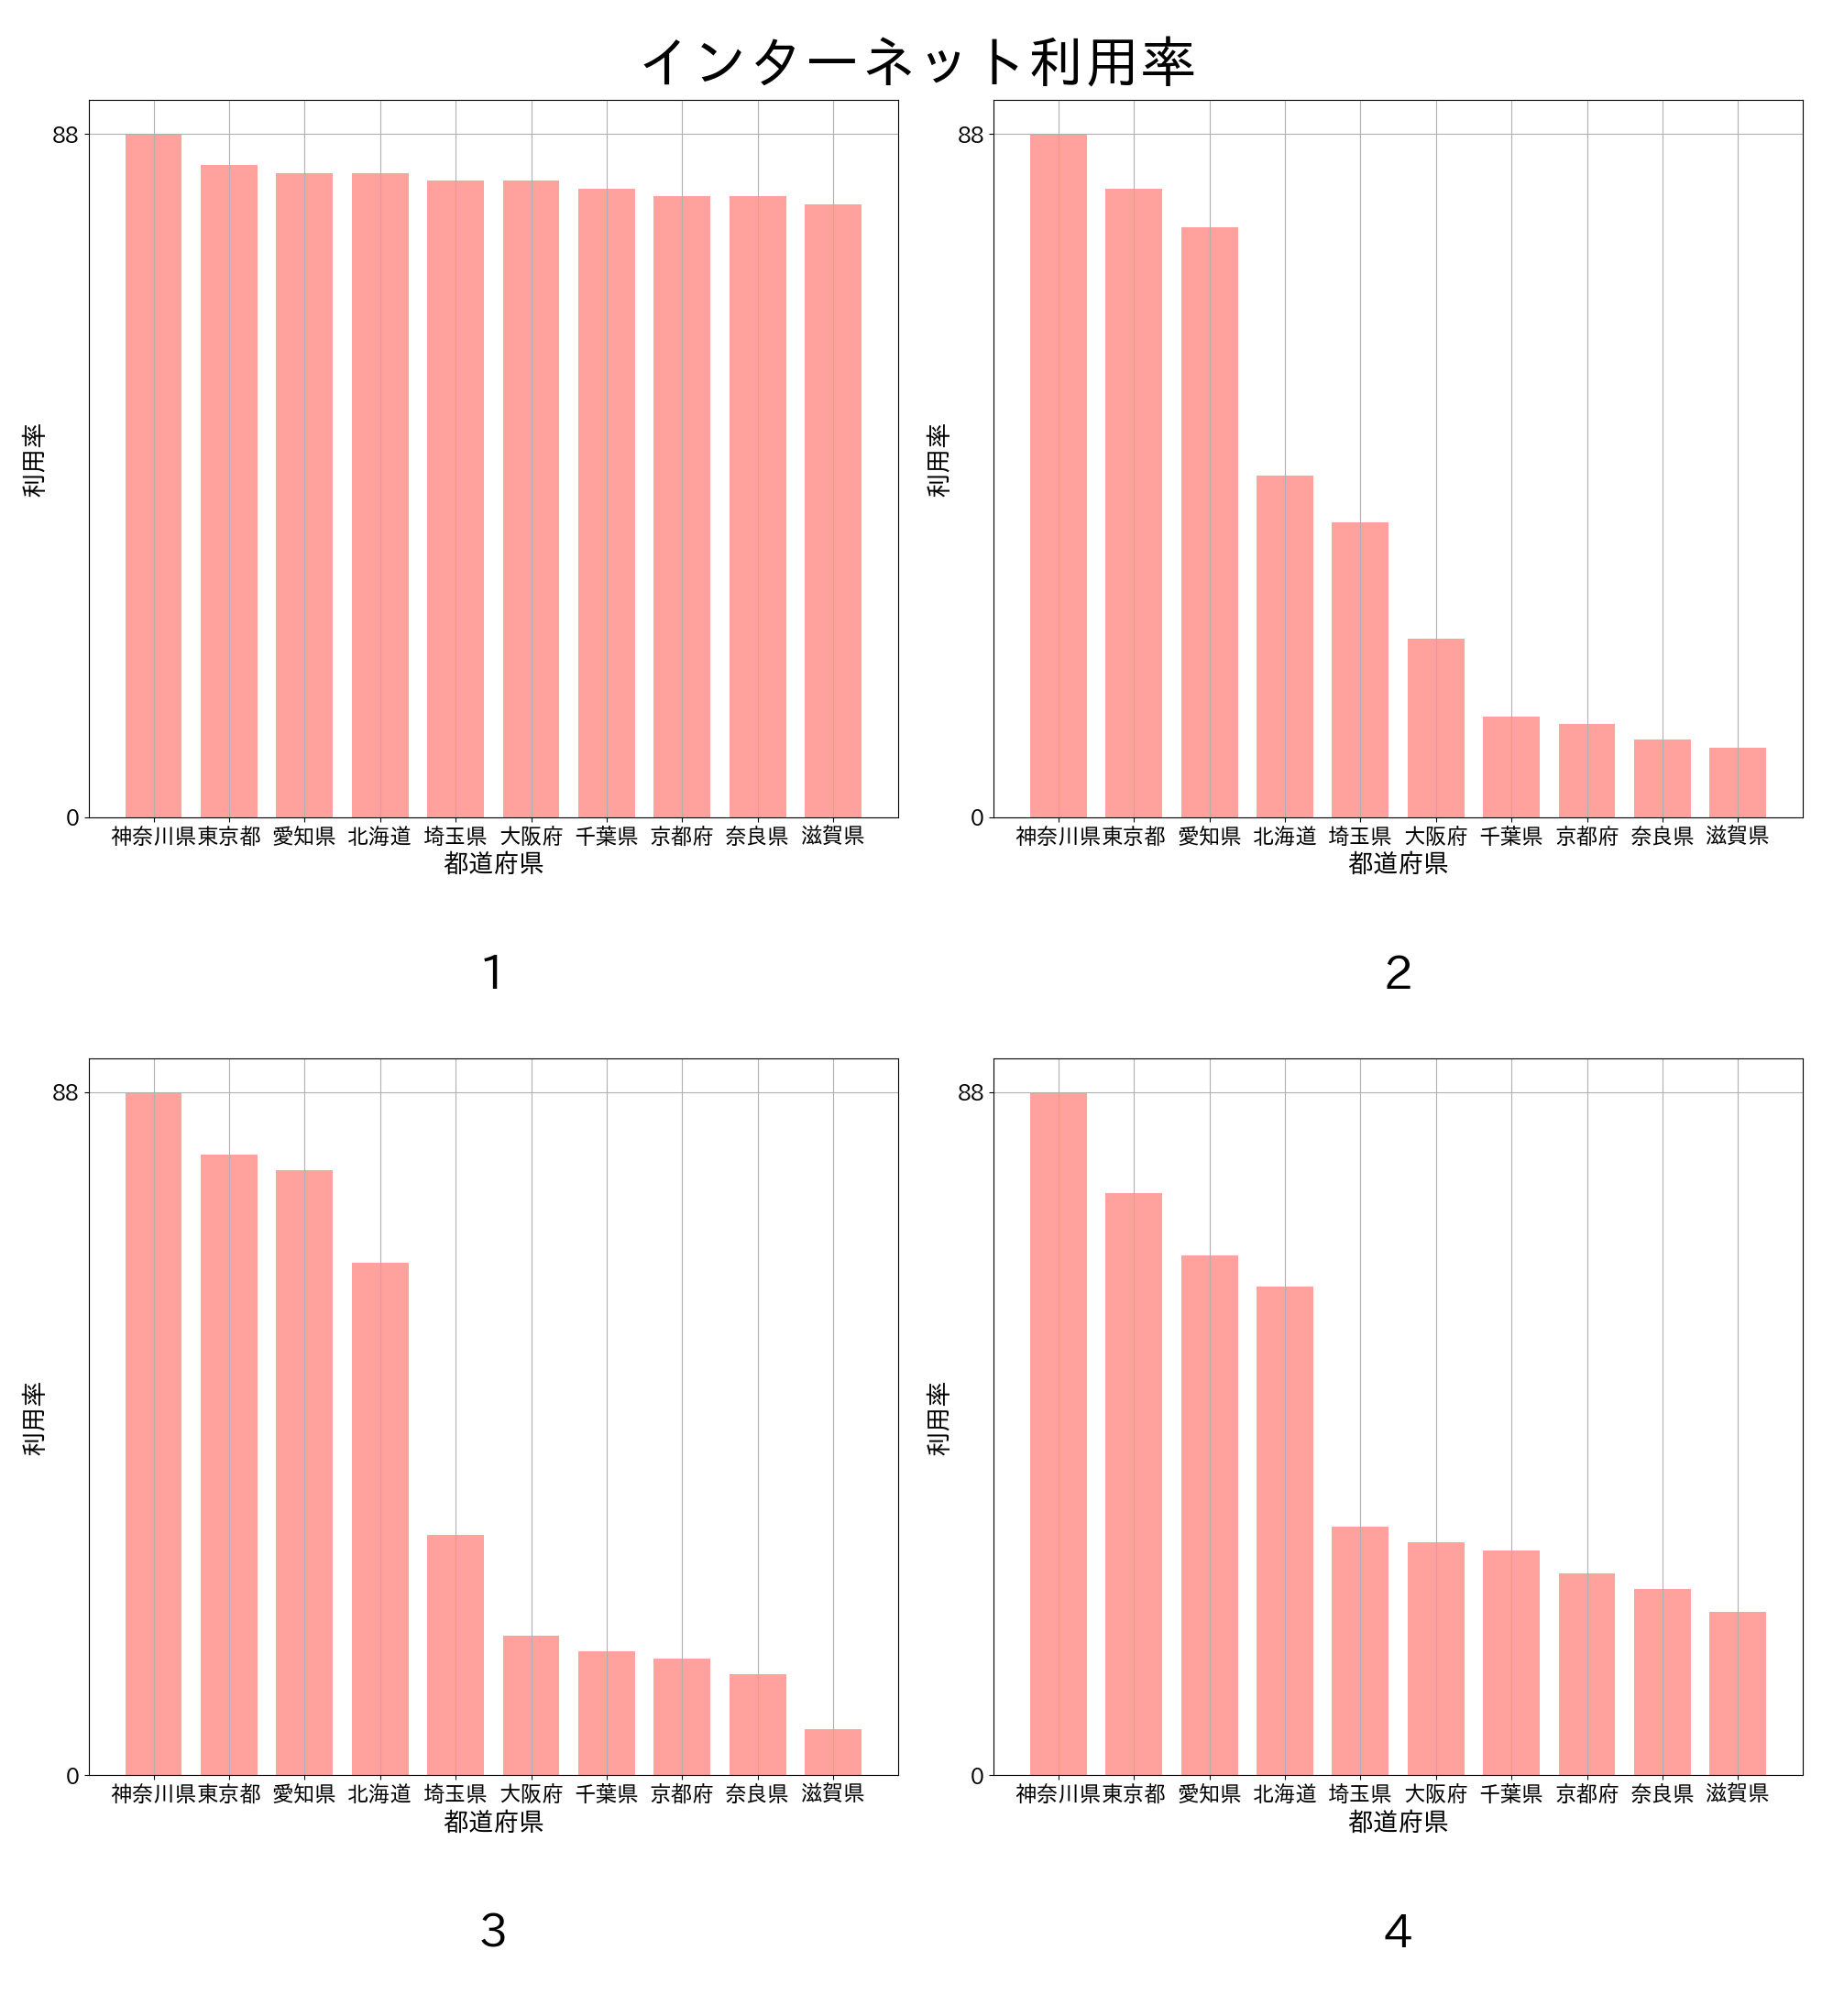 インターネット利用率
88
0
利用率
神奈川県 東京都 愛知県 北海道 埼玉県 大阪府 千葉県 京都府 奈良県 滋賀県
都道府県
1
88
0
利用率
神奈川県 東京都 愛知県 北海道 埼玉県 大阪府 千葉県 京都府 奈良県 滋賀県
都道府県
2
88
0
利用率
神奈川県 東京都 愛知県 北海道 埼玉県 大阪府 千葉県 京都府 奈良県 滋賀県
都道府県
3
88
0
利用率
神奈川県 東京都 愛知県 北海道 埼玉県 大阪府 千葉県 京都府 奈良県 滋賀県
都道府県
4